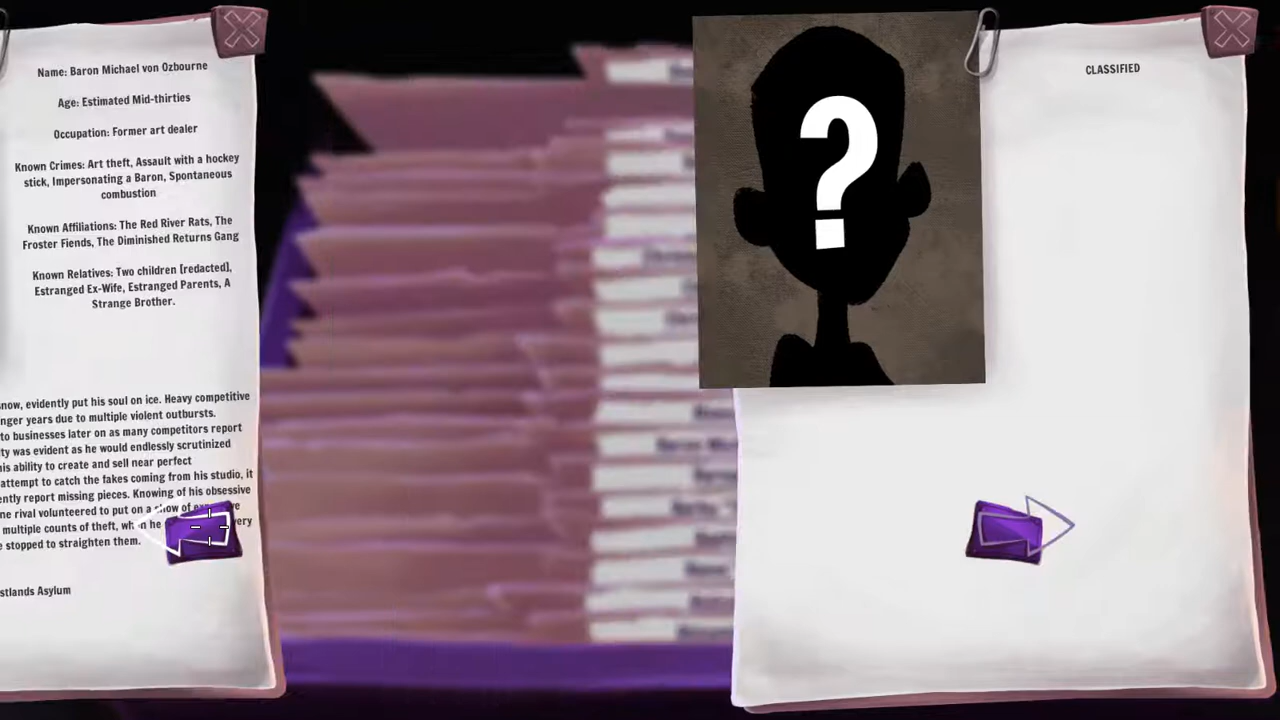 Name: Baron Michael von Ozbourne
Age: Estimated Mid-thirties
Occupation: Former art dealer
Known Crimes: Art theft, Assault with a hockey
stick, Impersonating a Baron, Spontaneous
combustion
Known Affiliations: The Red River Rats, The
Froster Fiends, The Diminished Returns Gang
Known Relatives: Two children [redacted],
Estranged Ex-Wife, Estranged Parents, A
Strange Brother.
snow, evidently put his soul on ice. Heavy competitive
nger years due to multiple violent outbursts.
to businesses later on as many competitors report
ty was evident as he would endlessly scrutinized
his ability to create and sell near perfect
attempt to catch the fakes coming from his studio, it
ently report missing pieces. Knowing of his obsessive
ne rival volunteered to put on a show of
multiple counts of theft, when he very
e stopped to straighten them.
stlands Asylum
?
CLASSIFIED